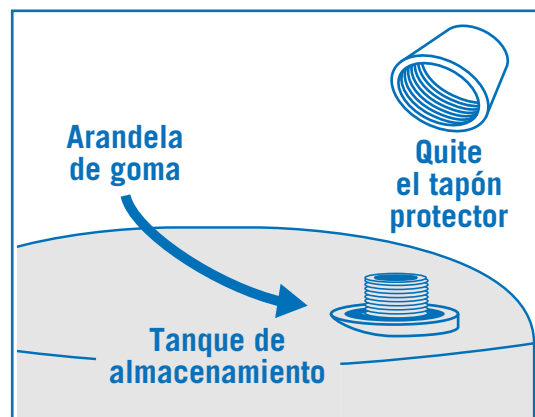 Arandela
de goma
Quite
el tapón
protector
Tanque de
almacenamiento